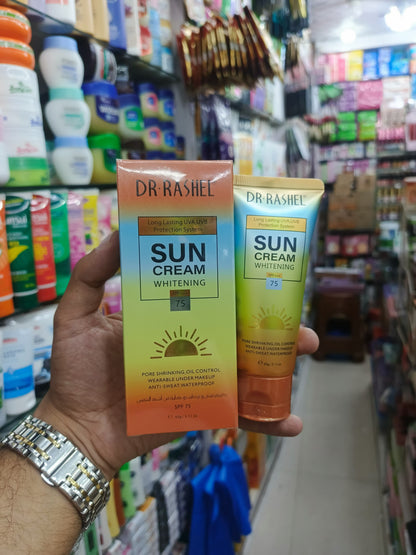 DR·RASHEL
Long Lasting UVA.UVB
Protection System
SUN
CREAM
WHITENING
75
PORE SHRINKING, OIL CONTROL
WEARABLE UNDER MAKEUP
ANTI-SWEAT, WATERPROOF
SPF 75
DR·RASHEL
Long Lasting UVA.UVB
Protection System
SUN
CREAM
WHITENING
75
PORE SHRINKING, OIL CONTROL
WEARABLE UNDER MAKEUP
ANTI-SWEAT, WATERPROOF